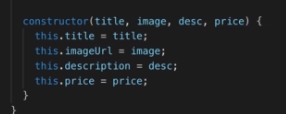 constructor(title, image, desc, price) {
this.title = title;
this.imageUrl = image;
this.description = desc;
this.price = price;
}
}